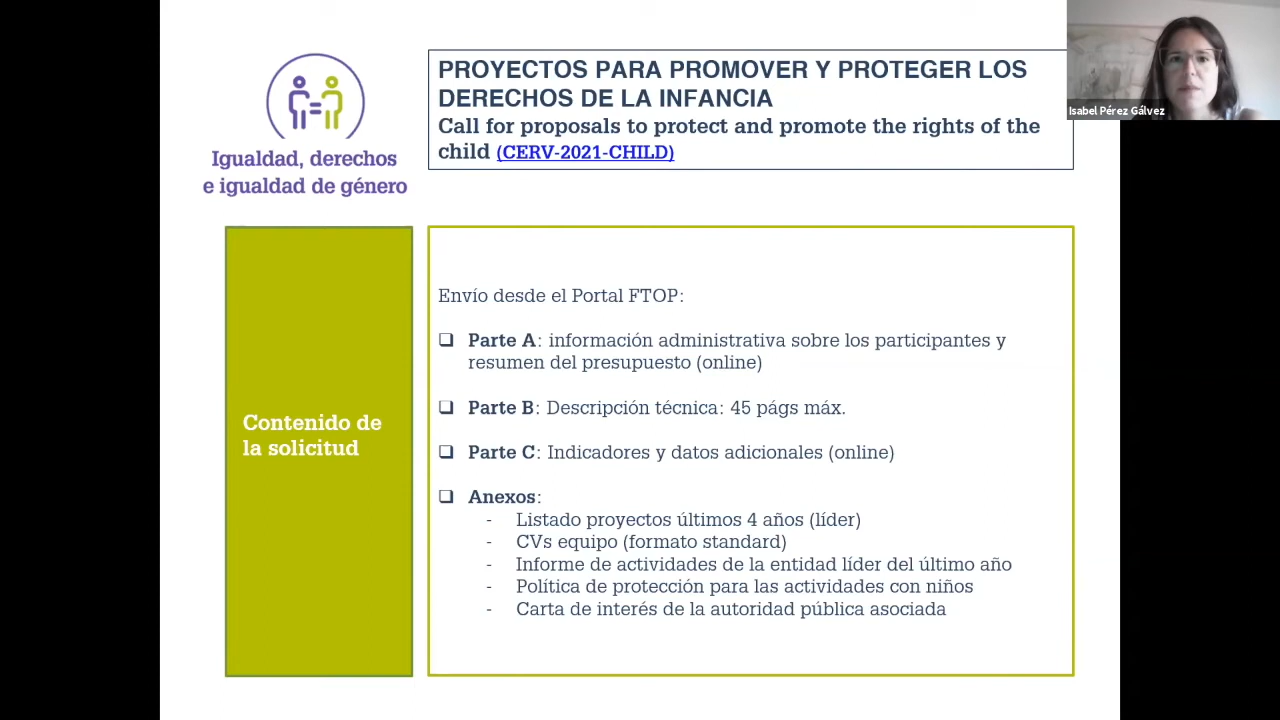 PROYECTOS PARA PROMOVER Y PROTEGER LOS
DERECHOS DE LA INFANCIA
Call for proposals to protect and promote the rights of the
child (CERV-2021-CHILD)
Isabel Pérez Gálvez
Igualdad, derechos
e igualdad de género
Contenido de
la solicitud
Envío desde el Portal FTOP:
❑ Parte A: información administrativa sobre los participantes y
resumen del presupuesto (online)
❑ Parte B: Descripción técnica: 45 págs máx.
❑ Parte C: Indicadores y datos adicionales (online)
❑ Anexos:
- Listado proyectos últimos 4 años (líder)
- CVs equipo (formato standard)
- Informe de actividades de la entidad líder del último año
- Política de protección para las actividades con niños
- Carta de interés de la autoridad pública asociada